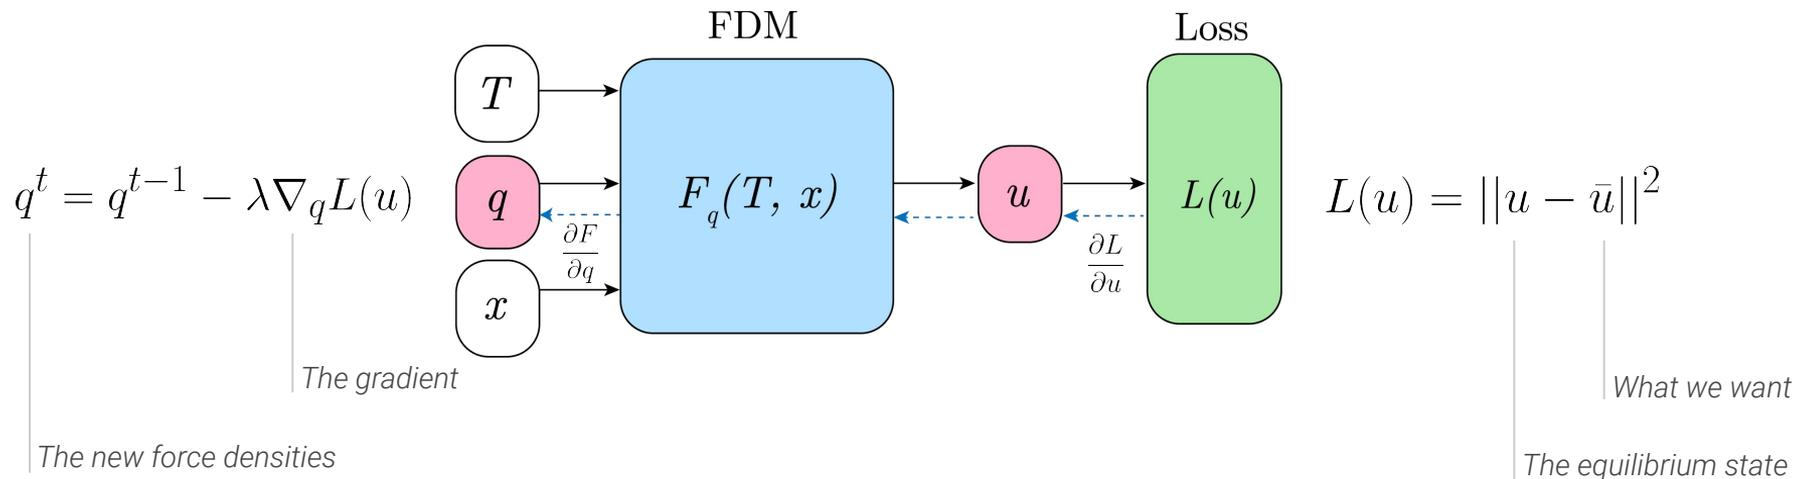 FDM
Loss
T
q
x
F_q(T, x)
u
L(u)
∂F/∂q
∂L/∂u
q^t = q^{t−1} − λ∇_q L(u)
L(u) = ||u − ū||^2
The gradient
The new force densities
What we want
The equilibrium state